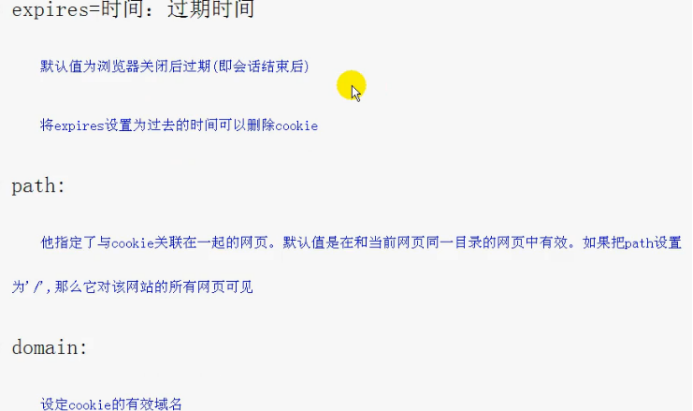 expires=时间: 过期时间
默认值为浏览器关闭后过期(即会话结束后)
将expires设置为过去的时间可以删除cookie
path:
他指定了与cookie关联在一起的网页。默认值是在和当前网页同一目录的网页中有效。如果把path设置
为'/',那么它对该网站的所有网页可见
domain:
设定cookie的有效域名